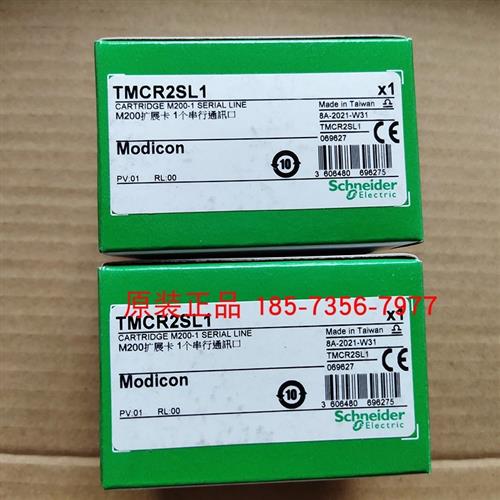 TMCR2SL1 x1
CARTRIDGE M200-1 SERIAL LINE
M200扩展卡 1个串行通訊口
Made in Taiwan
8A-2021-W31
TMCR2SL1
069627
Modicon
10
PV:01 RL:00
3 606480 696275
Schneider
Electric
原装正品 185-7356-7977
TMCR2SL1 x1
CARTRIDGE M200-1 SERIAL LINE
M200扩展卡 1个串行通訊口
Made in Taiwan
8A-2021-W31
TMCR2SL1
069627
Modicon
10
PV:01 RL:00
3 606480 696275
Schneider
Electric